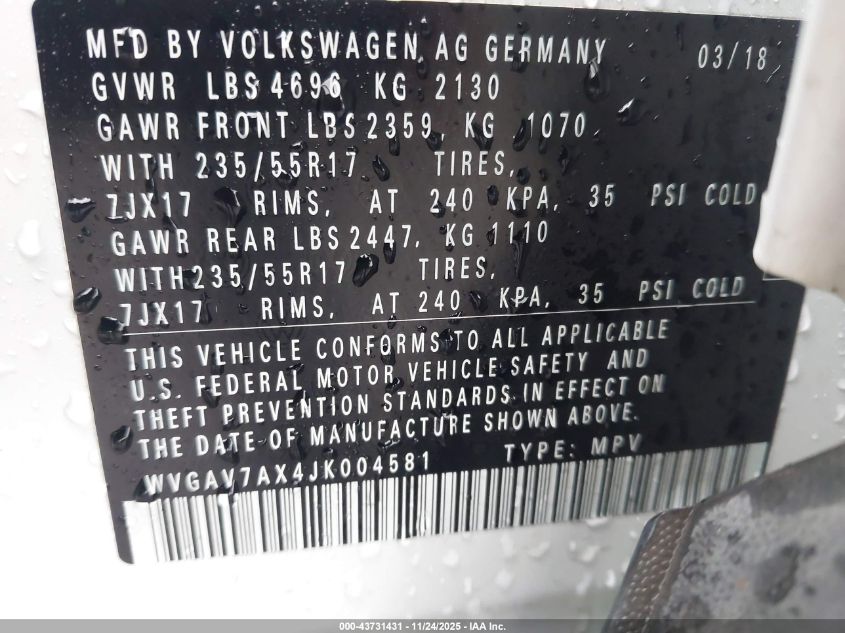 MFD BY VOLKSWAGEN AG GERMANY 03/18
GVWR LBS 4696 KG 2130
GAWR FRONT LBS 2359, KG 1070
WITH 235/55R17 TIRES,
7JX17 RIMS, AT 240 KPA, 35 PSI COLD
GAWR REAR LBS 2447, KG 1110
WITH 235/55R17 TIRES,
7JX17 RIMS, AT 240 KPA, 35 PSI COLD
THIS VEHICLE CONFORMS TO ALL APPLICABLE
U.S. FEDERAL MOTOR VEHICLE SAFETY AND
THEFT PREVENTION STANDARDS IN EFFECT ON
THE DATE OF MANUFACTURE SHOWN ABOVE.
WVGAV7AX4JK004581 TYPE: MPV
000-43731431 - 11/24/2025 - IAA Inc.